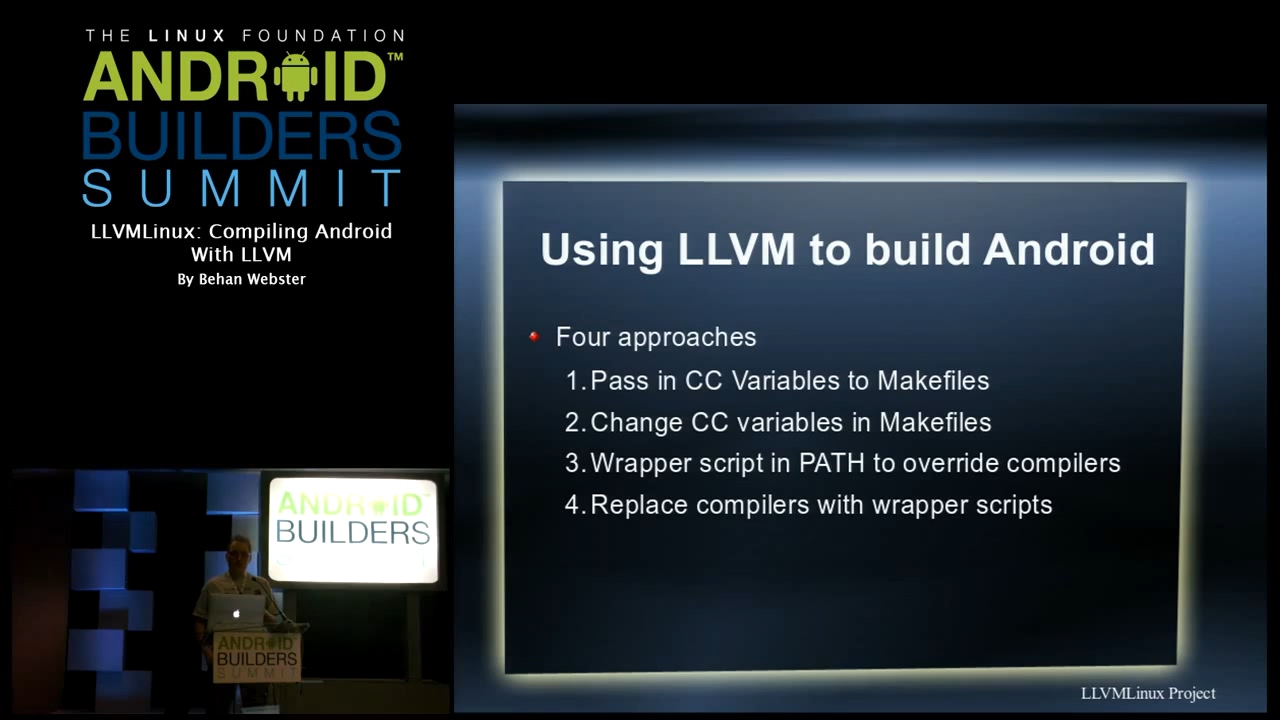 THE LINUX FOUNDATION
ANDROID™
BUILDERS
SUMMIT
LLVMLinux: Compiling Android
With LLVM
By Behan Webster
Using LLVM to build Android
Four approaches
1. Pass in CC Variables to Makefiles
2. Change CC variables in Makefiles
3. Wrapper script in PATH to override compilers
4. Replace compilers with wrapper scripts
LLVMLinux Project
ANDROID™
BUILDERS
ANDROID
BUILDERS
SUMMIT